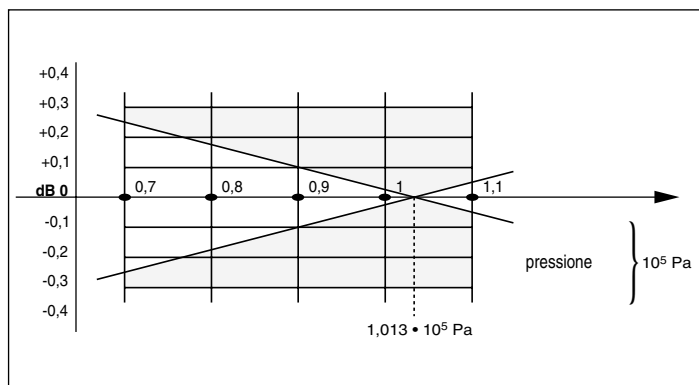 +0,4
+0,3
+0,2
+0,1
dB 0
0,7 0,8 0,9 1 1,1
-0,1
-0,2
-0,3
-0,4
pressione
10⁵ Pa
1,013 • 10⁵ Pa